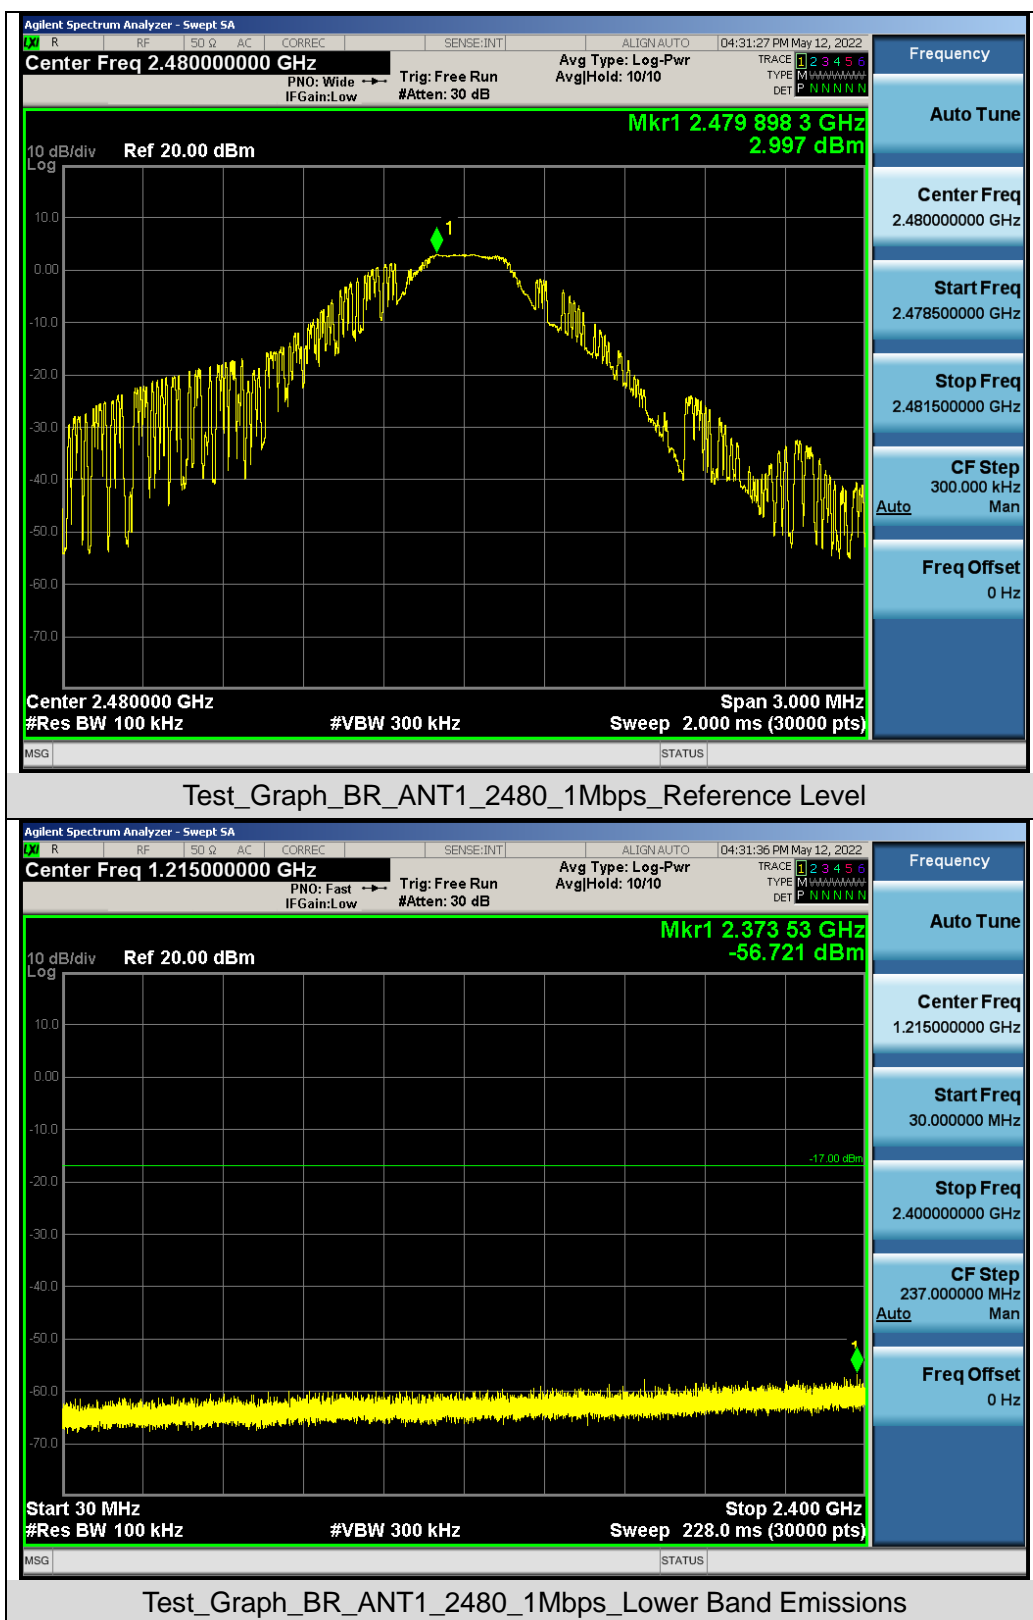 Agilent Spectrum Analyzer - Swept SA
LXI R RF 50 Ω AC CORREC SENSE:INT ALIGN AUTO 04:31:27 PM May 12, 2022
Center Freq 2.480000000 GHz
PNO: Wide
IFGain:Low
Trig: Free Run
#Atten: 30 dB
Avg Type: Log-Pwr
Avg|Hold: 10/10
TRACE 1 2 3 4 5 6
TYPE M
DET P N N N N N
Frequency
Mkr1 2.479 898 3 GHz
2.997 dBm
10 dB/div Ref 20.00 dBm
Log
10.0
0.00
-10.0
-20.0
-30.0
-40.0
-50.0
-60.0
-70.0
1
Center 2.480000 GHz Span 3.000 MHz
#Res BW 100 kHz #VBW 300 kHz Sweep 2.000 ms (30000 pts)
MSG STATUS
Auto Tune
Center Freq
2.480000000 GHz
Start Freq
2.478500000 GHz
Stop Freq
2.481500000 GHz
CF Step
300.000 kHz
Auto Man
Freq Offset
0 Hz
Test_Graph_BR_ANT1_2480_1Mbps_Reference Level
Agilent Spectrum Analyzer - Swept SA
LXI R RF 50 Ω AC CORREC SENSE:INT ALIGN AUTO 04:31:36 PM May 12, 2022
Center Freq 1.215000000 GHz
PNO: Fast
IFGain:Low
Trig: Free Run
#Atten: 30 dB
Avg Type: Log-Pwr
Avg|Hold: 10/10
TRACE 1 2 3 4 5 6
TYPE M
DET P N N N N N
Frequency
Mkr1 2.373 53 GHz
-56.721 dBm
10 dB/div Ref 20.00 dBm
Log
10.0
0.00
-10.0
-17.00 dBm
-20.0
-30.0
-40.0
-50.0
-60.0
-70.0
1
Start 30 MHz Stop 2.400 GHz
#Res BW 100 kHz #VBW 300 kHz Sweep 228.0 ms (30000 pts)
MSG STATUS
Auto Tune
Center Freq
1.215000000 GHz
Start Freq
30.000000 MHz
Stop Freq
2.400000000 GHz
CF Step
237.000000 MHz
Auto Man
Freq Offset
0 Hz
Test_Graph_BR_ANT1_2480_1Mbps_Lower Band Emissions